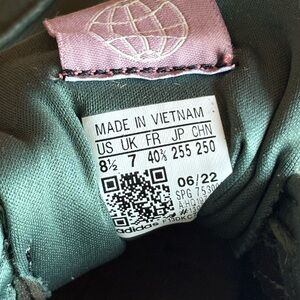 MADE IN VIETNAM
US UK FR JP CHN
8½ 7 40⅔ 255 250
06/22
adidas